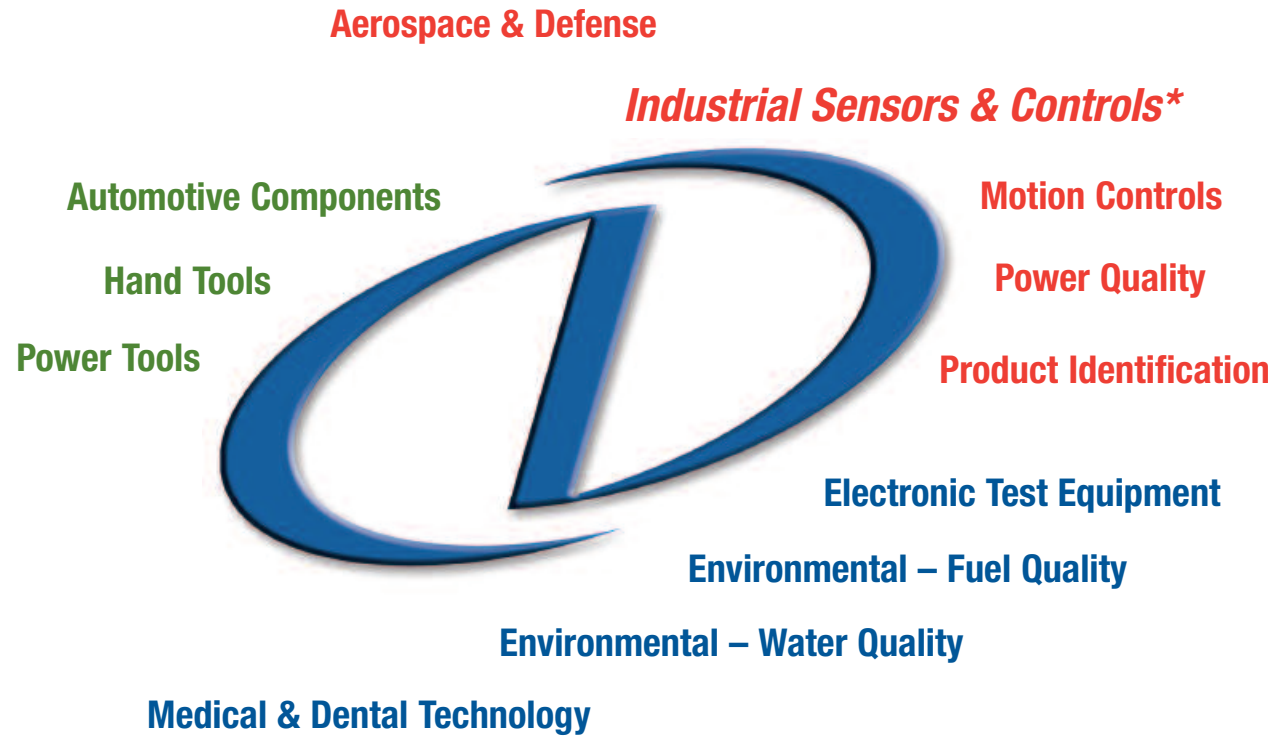 Aerospace & Defense
Industrial Sensors & Controls*
Automotive Components
Motion Controls
Hand Tools
Power Quality
Power Tools
Product Identification
Electronic Test Equipment
Environmental – Fuel Quality
Environmental – Water Quality
Medical & Dental Technology